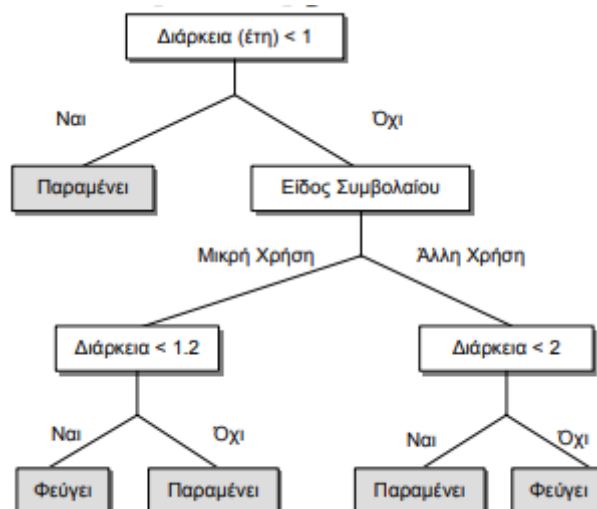 Διάρκεια (έτη) < 1
Ναι
Όχι
Παραμένει
Είδος Συμβολαίου
Μικρή Χρήση
Άλλη Χρήση
Διάρκεια < 1.2
Διάρκεια < 2
Ναι
Όχι
Ναι
Όχι
Φεύγει
Παραμένει
Παραμένει
Φεύγει